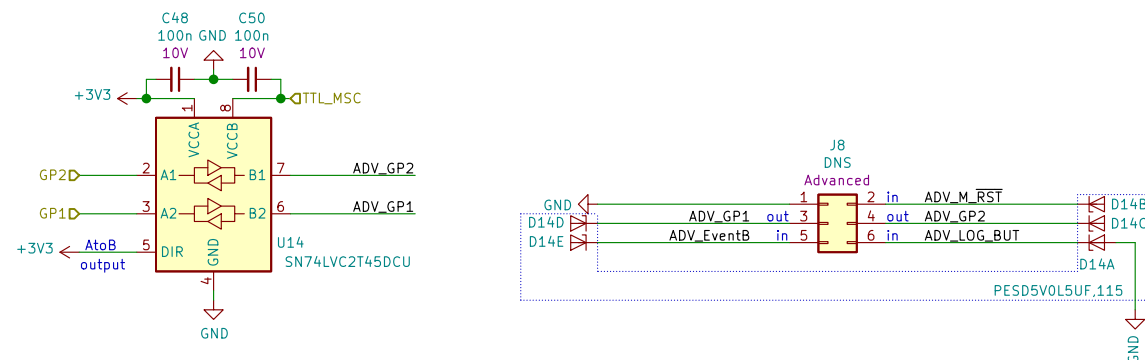 C48 C50
100n GND 100n
10V 10V
+3V3 1 8 TTL_MSC
VCCA VCCB
GP2 2 A1 B1 7 ADV_GP2
GP1 3 A2 B2 6 ADV_GP1
+3V3 AtoB 5 DIR GND U14
output SN74LVC2T45DCU
4
GND
J8
DNS
Advanced
GND 1 2 in ADV_M_RST D14B
D14D ADV_GP1 out 3 4 out ADV_GP2 D14C
D14E ADV_EventB in 5 6 in ADV_LOG_BUT
D14A
PESD5V0L5UF,115
GND